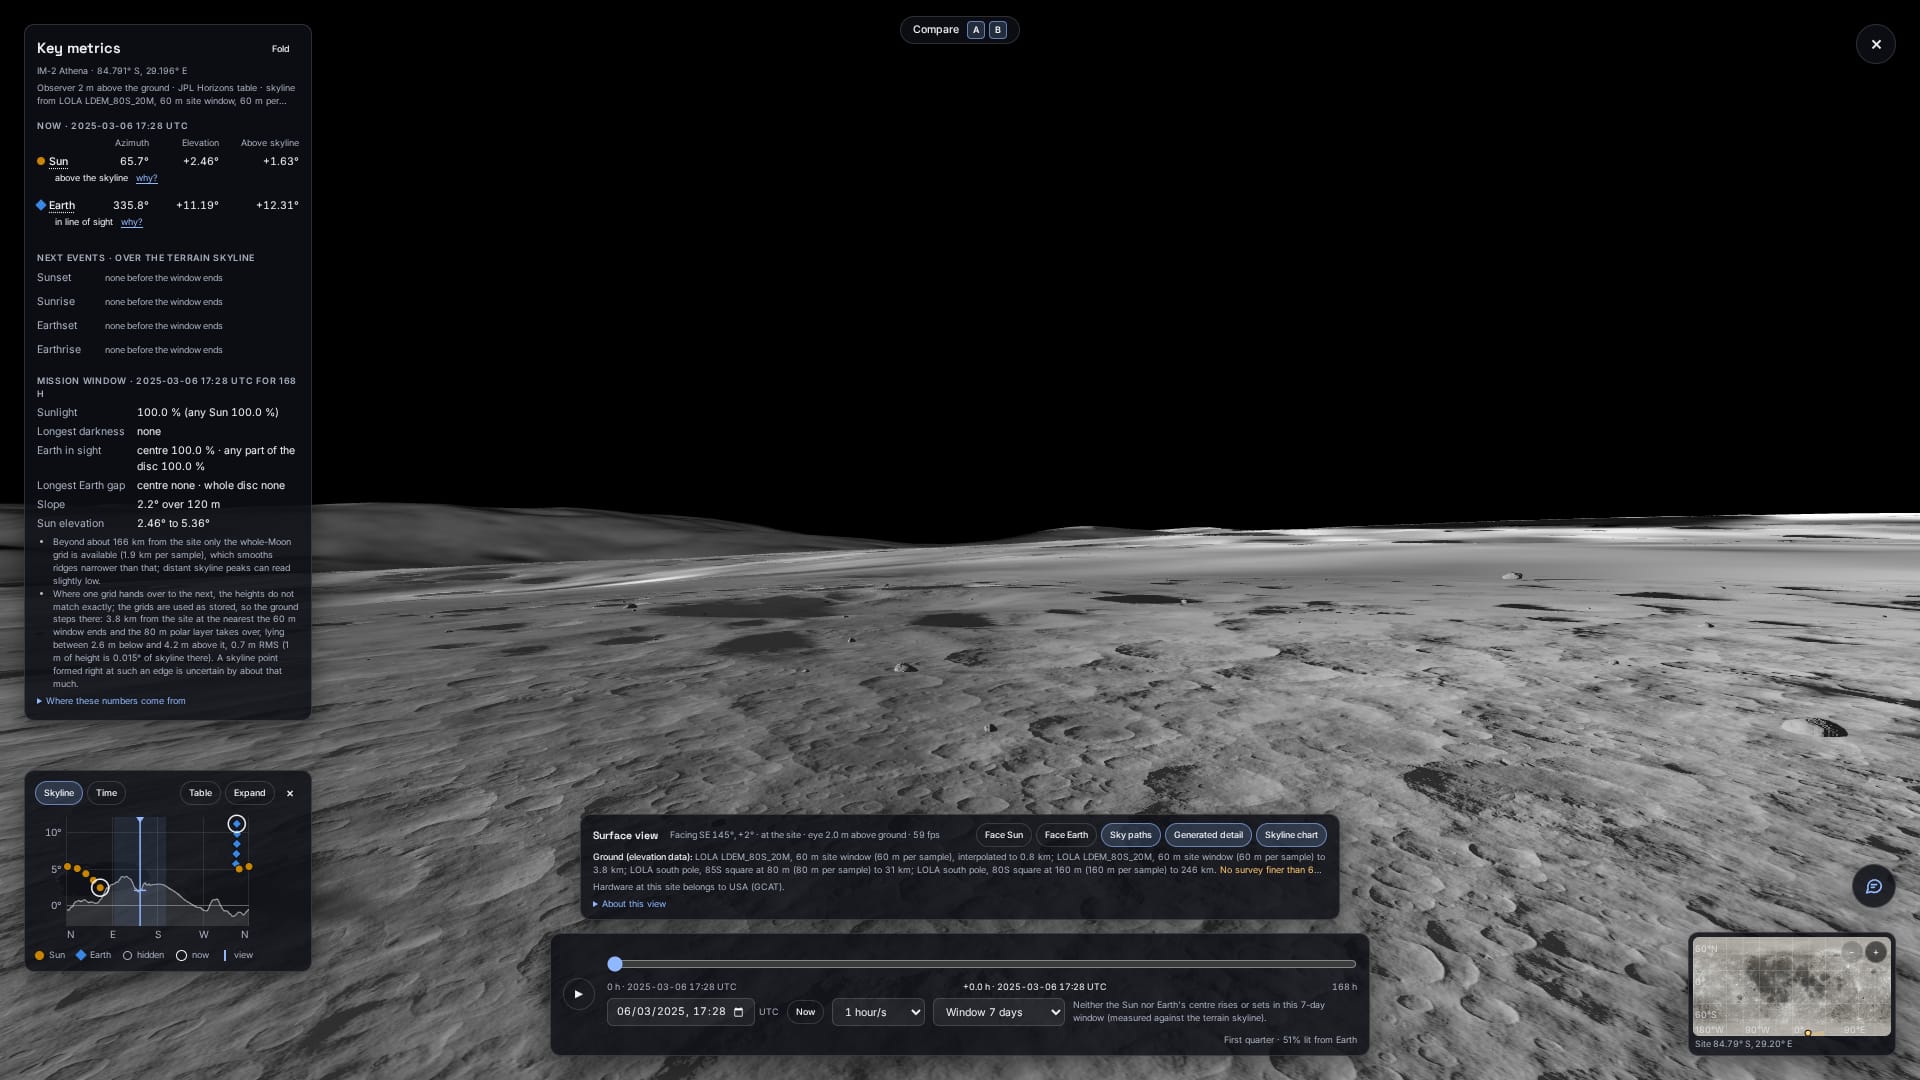 Compare A B
Key metrics Fold
IM-2 Athena · 84.791° S, 29.196° E
Observer 2 m above the ground · JPL Horizons table · skyline
from LOLA LDEM_80S_20M, 60 m site window, 60 m per...
NOW · 2025-03-06 17:28 UTC
Azimuth Elevation Above skyline
Sun 65.7° +2.46° +1.63°
above the skyline why?
Earth 335.8° +11.19° +12.31°
in line of sight why?
NEXT EVENTS · OVER THE TERRAIN SKYLINE
Sunset none before the window ends
Sunrise none before the window ends
Earthset none before the window ends
Earthrise none before the window ends
MISSION WINDOW · 2025-03-06 17:28 UTC FOR 168
H
Sunlight 100.0 % (any Sun 100.0 %)
Longest darkness none
Earth in sight centre 100.0 % · any part of the
disc 100.0 %
Longest Earth gap centre none · whole disc none
Slope 2.2° over 120 m
Sun elevation 2.46° to 5.36°
• Beyond about 166 km from the site only the whole-Moon
grid is available (1.9 km per sample), which smooths
ridges narrower than that; distant skyline peaks can read
slightly low.
• Where one grid hands over to the next, the heights do not
match exactly; the grids are used as stored, so the ground
steps there: 3.8 km from the site at the nearest the 60 m
window ends and the 80 m polar layer takes over, lying
between 2.6 m below and 4.2 m above it, 0.7 m RMS (1
m of height is 0.015° of skyline there). A skyline point
formed right at such an edge is uncertain by about that
much.
▶ Where these numbers come from
Skyline Time Table Expand ×
10°
5°
0°
N E S W N
Sun Earth hidden now view
Surface view Facing SE 145°, +2° · at the site · eye 2.0 m above ground · 59 fps Face Sun Face Earth Sky paths Generated detail Skyline chart
Ground (elevation data): LOLA LDEM_80S_20M, 60 m site window (60 m per sample), interpolated to 0.8 km; LOLA LDEM_80S_20M, 60 m site window (60 m per sample) to
3.8 km; LOLA south pole, 85S square at 80 m (80 m per sample) to 31 km; LOLA south pole, 80S square at 160 m (160 m per sample) to 246 km. No survey finer than 6...
Hardware at this site belongs to USA (GCAT).
▶ About this view
0 h · 2025-03-06 17:28 UTC +0.0 h · 2025-03-06 17:28 UTC 168 h
06/03/2025, 17:28 UTC Now 1 hour/s Window 7 days Neither the Sun nor Earth's centre rises or sets in this 7-day
window (measured against the terrain skyline).
First quarter · 51% lit from Earth
60°N − +
0°
60°S
180°W 90°W 0° 90°E
Site 84.79° S, 29.20° E